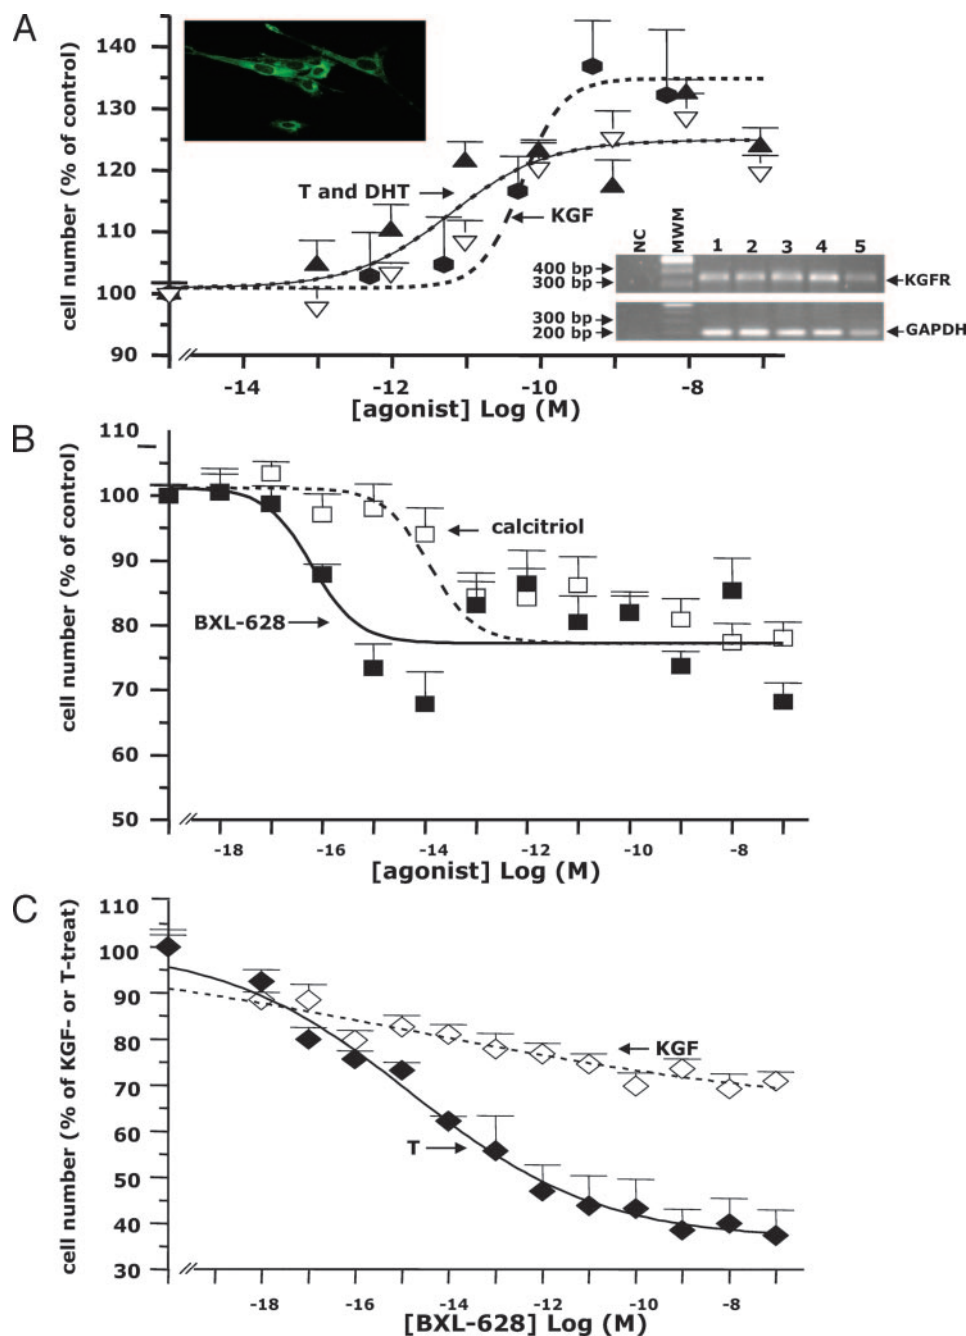 A
cell number (% of control)
140
130
120
110
100
90
T and DHT
KGF
NC
MWM
1 2 3 4 5
400 bp
300 bp
KGFR
300 bp
200 bp
GAPDH
-14 -12 -10 -8
[agonist] Log (M)
B
cell number (% of control)
110
100
90
80
70
60
50
calcitriol
BXL-628
-18 -16 -14 -12 -10 -8
[agonist] Log (M)
C
cell number (% of KGF- or T-treat)
110
100
90
80
70
60
50
40
30
KGF
T
-18 -16 -14 -12 -10 -8
[BXL-628] Log (M)